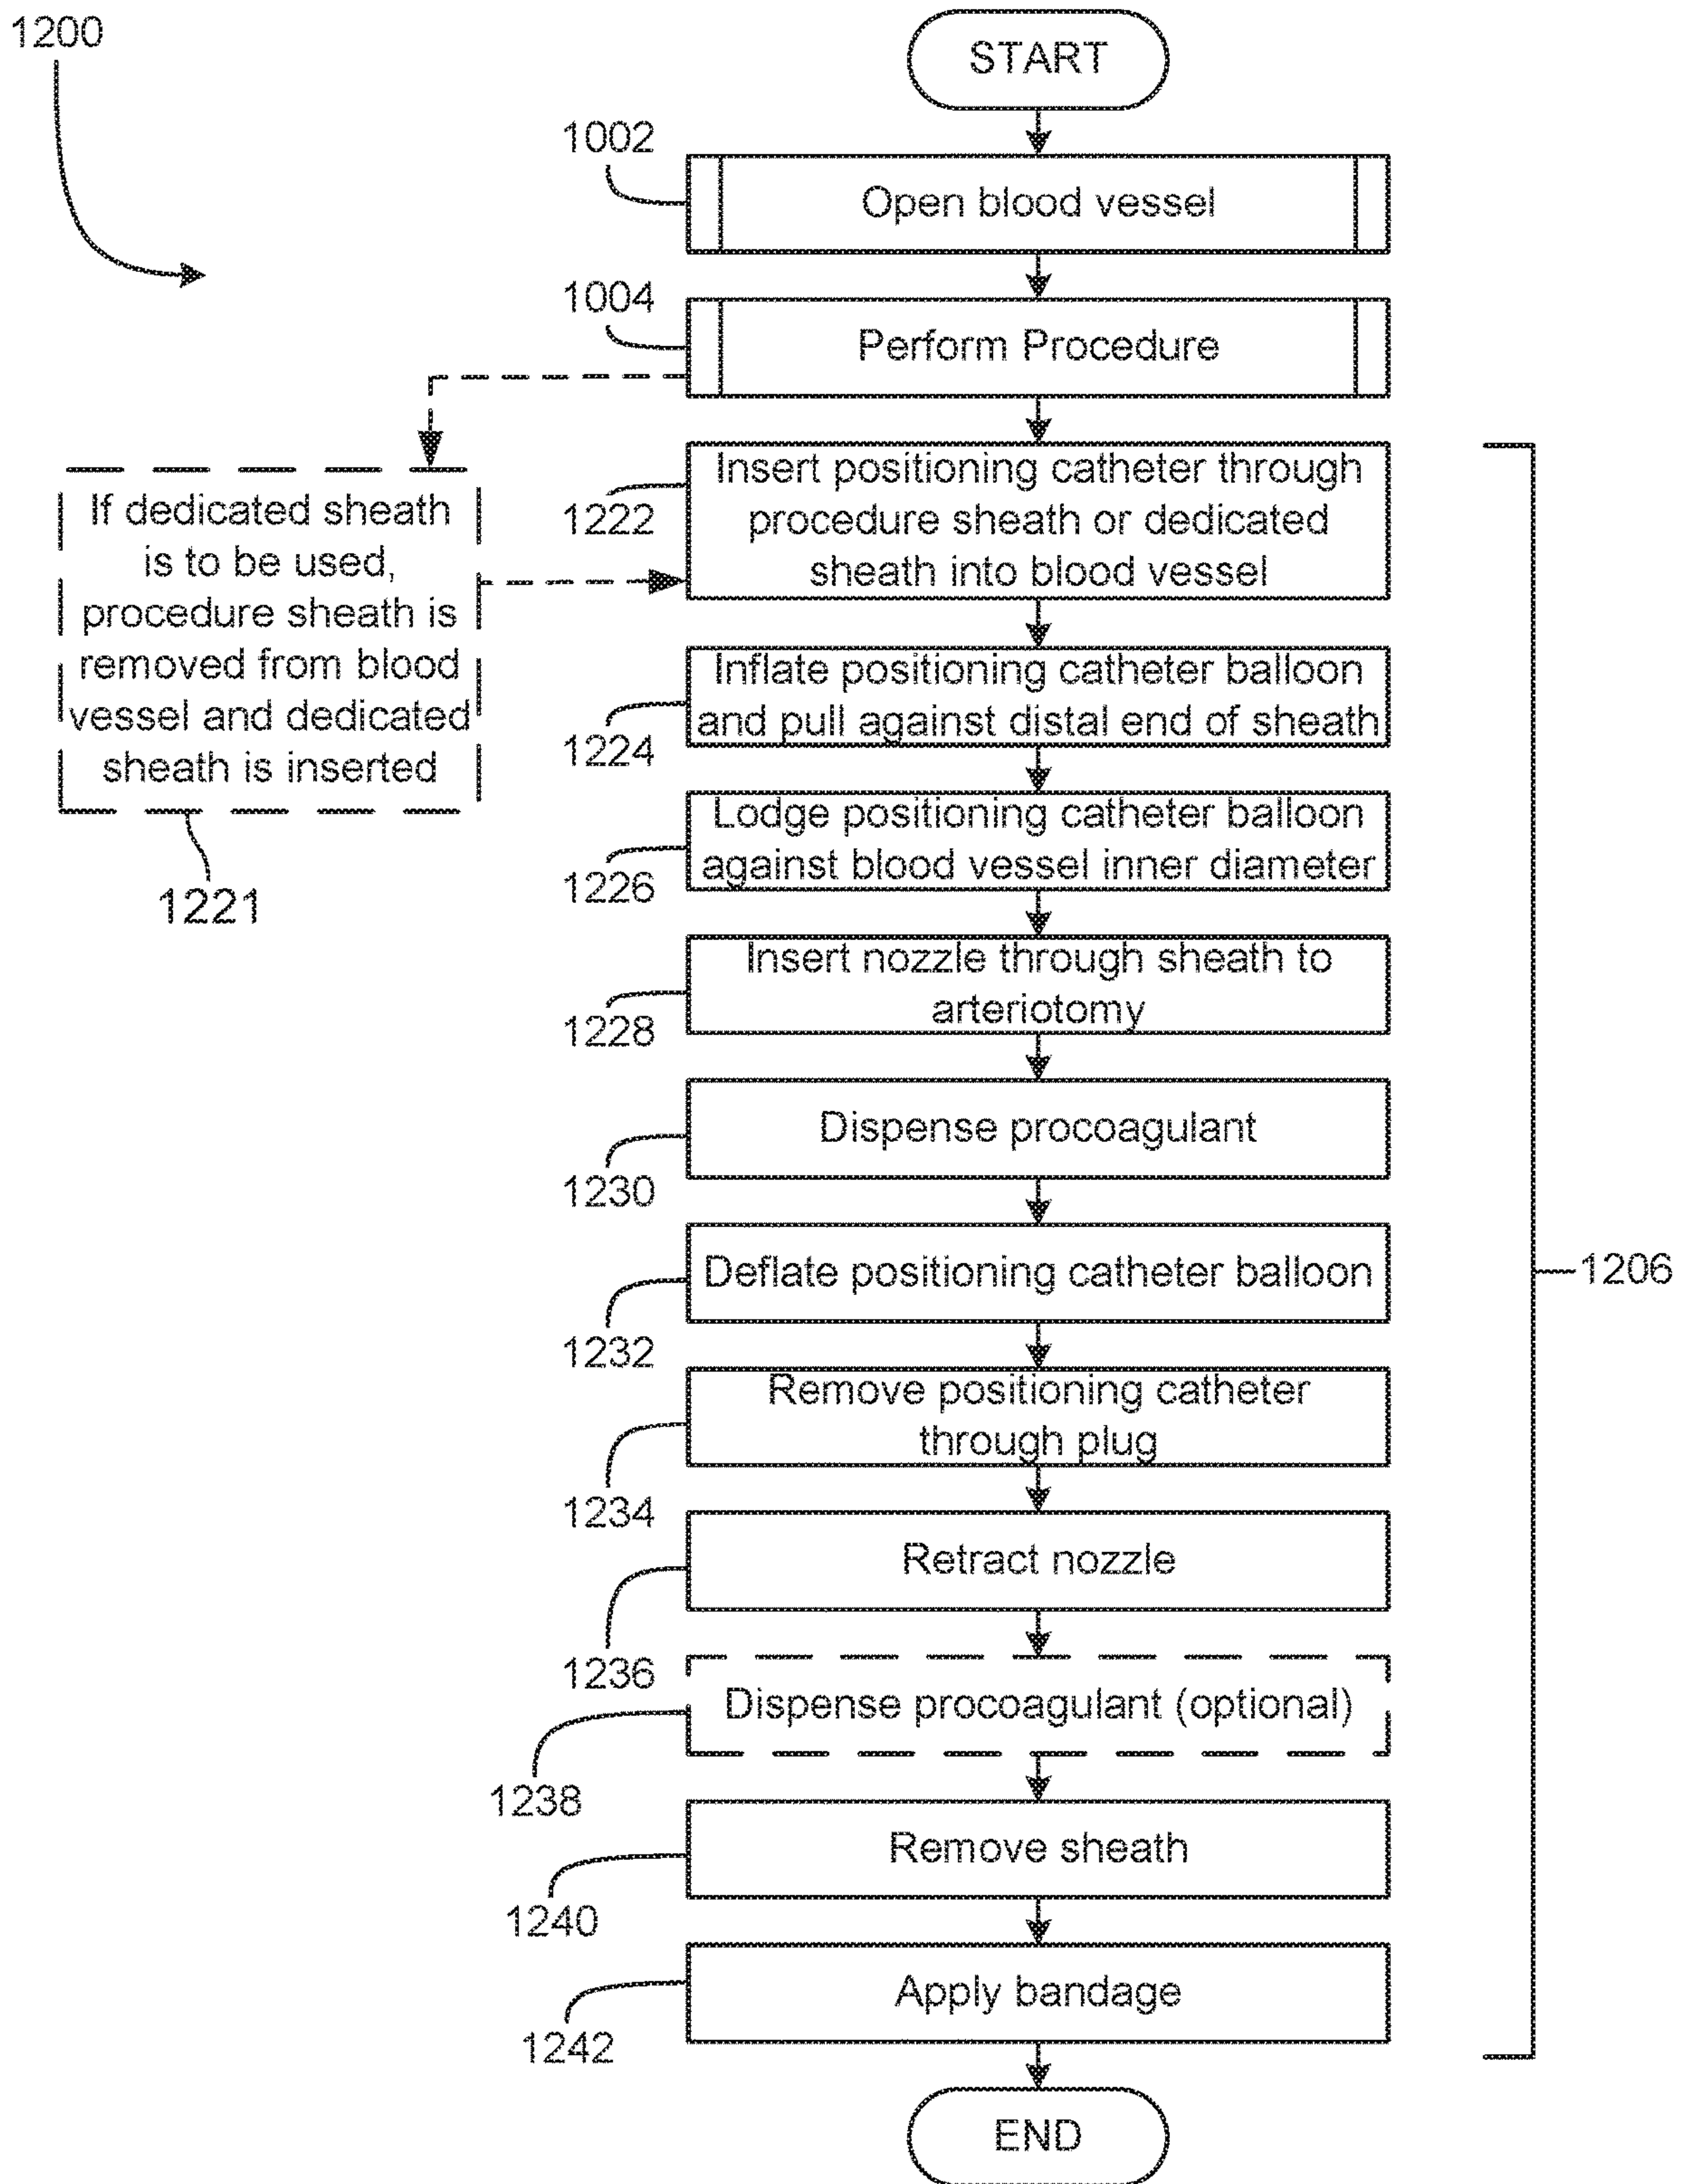 1200
START
1002
Open blood vessel
1004
Perform Procedure
If dedicated sheath
is to be used,
procedure sheath is
removed from blood
vessel and dedicated
sheath is inserted
1221
Insert positioning catheter through
procedure sheath or dedicated
sheath into blood vessel
1222
Inflate positioning catheter balloon
and pull against distal end of sheath
1224
Lodge positioning catheter balloon
against blood vessel inner diameter
1226
Insert nozzle through sheath to
arteriotomy
1228
Dispense procoagulant
1230
Deflate positioning catheter balloon
1232
1206
Remove positioning catheter
through plug
1234
Retract nozzle
1236
Dispense procoagulant (optional)
1238
Remove sheath
1240
Apply bandage
1242
END